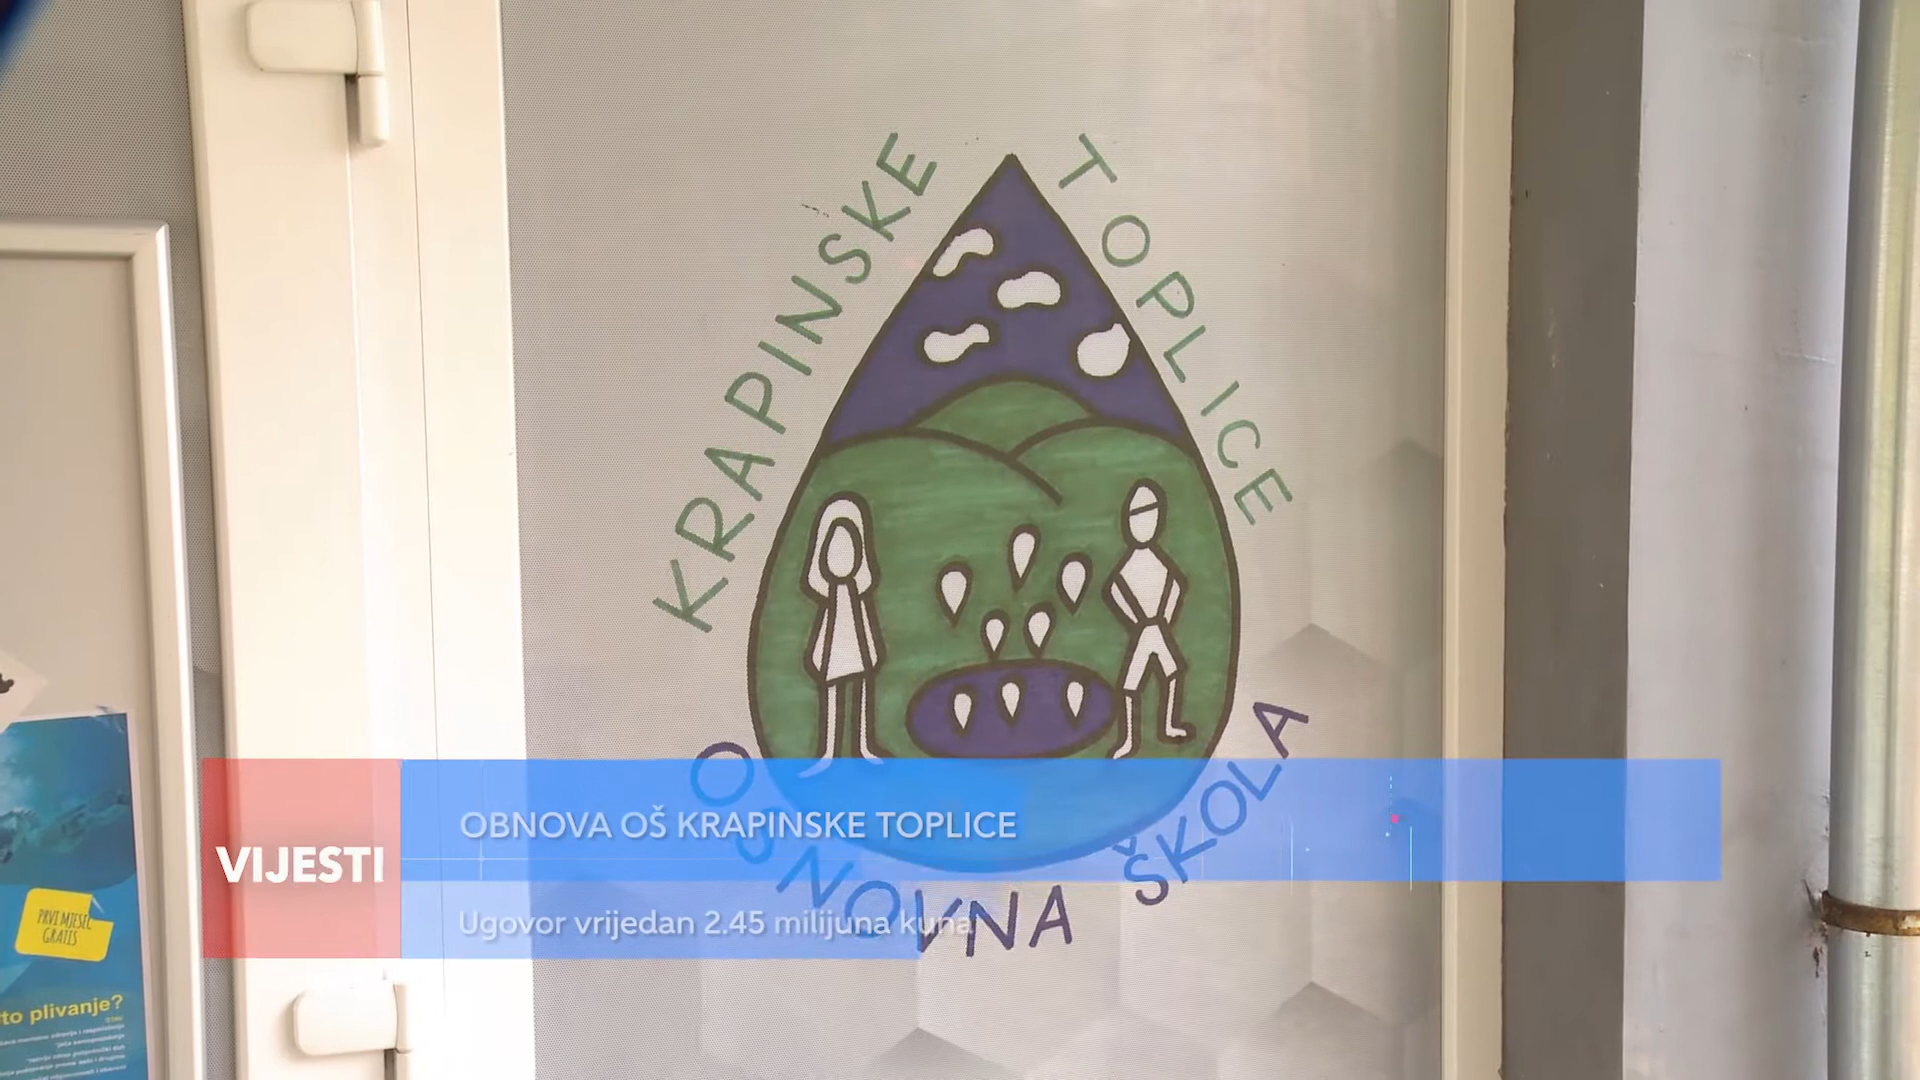 KRAPINSKE TOPLICE
OSNOVNA ŠKOLA
VIJESTI
OBNOVA OŠ KRAPINSKE TOPLICE
Ugovor vrijedan 2.45 milijuna kuna
PRVI MJESEC
GRATIS
to plivanje?